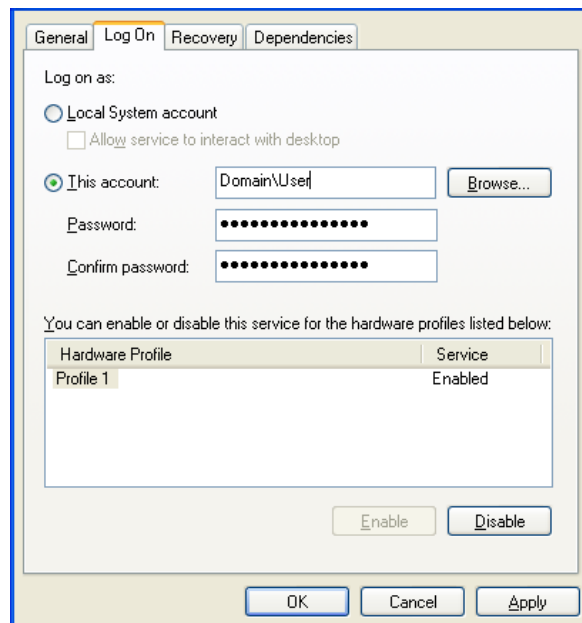 General Log On Recovery Dependencies
Log on as:
Local System account
Allow service to interact with desktop
This account: Domain\User Browse...
Password: ●●●●●●●●●●●●●●●
Confirm password: ●●●●●●●●●●●●●●●
You can enable or disable this service for the hardware profiles listed below:
Hardware Profile Service
Profile 1 Enabled
Enable Disable
OK Cancel Apply